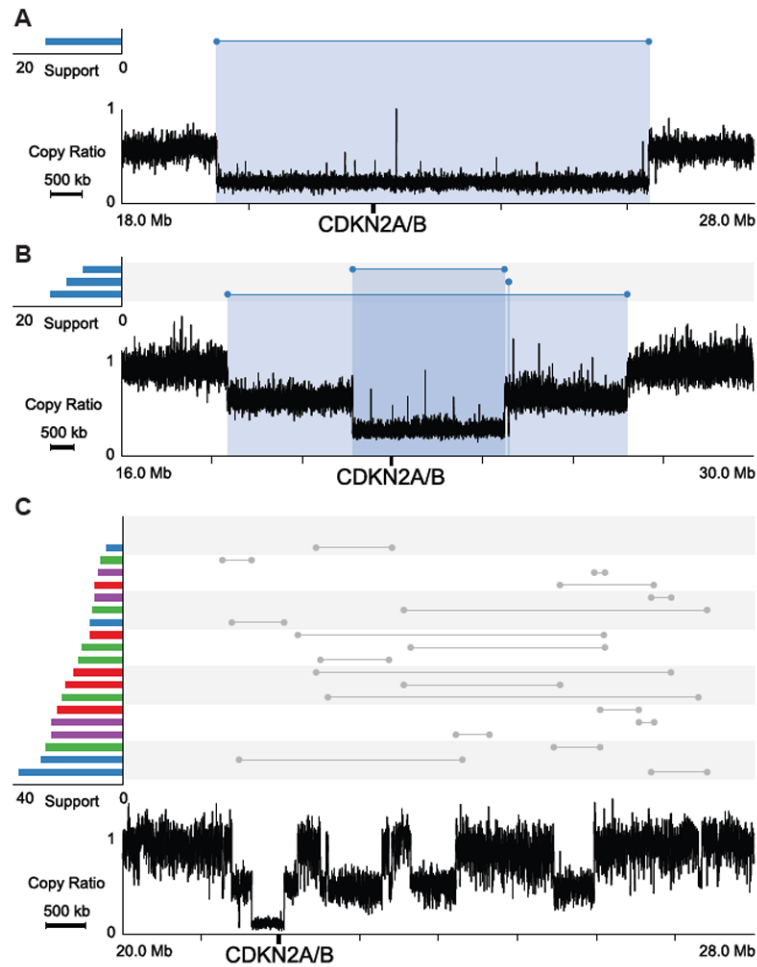 A
20 Support 0
1
Copy Ratio
500 kb
0
18.0 Mb 28.0 Mb
CDKN2A/B
B
20 Support 0
1
Copy Ratio
500 kb
0
16.0 Mb 30.0 Mb
CDKN2A/B
C
40 Support 0
1
Copy Ratio
500 kb
0
20.0 Mb 28.0 Mb
CDKN2A/B